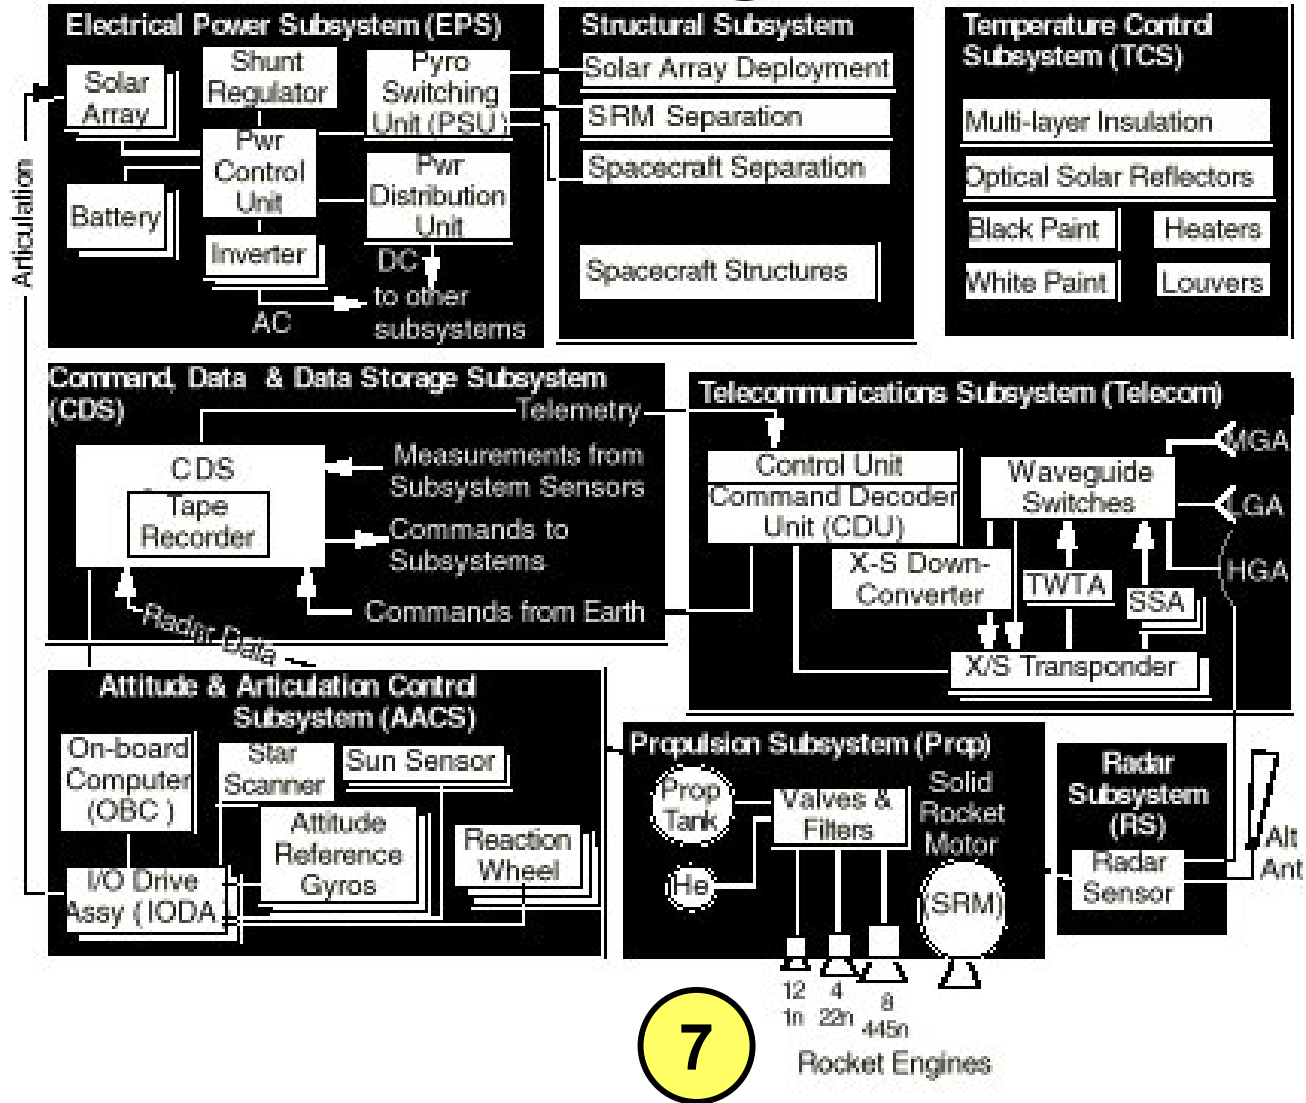 Electrical Power Subsystem (EPS)
Solar
Array
Shunt
Regulator
Pyro
Switching
Unit (PSU)
Pwr
Control
Unit
Battery
Pwr
Distribution
Unit
Inverter
DC
AC
to other
subsystems
Articulation
Structural Subsystem
Solar Array Deployment
SRM Separation
Spacecraft Separation
Spacecraft Structures
Temperature Control
Subsystem (TCS)
Multi-layer Insulation
Optical Solar Reflectors
Black Paint
Heaters
White Paint
Louvers
Command, Data & Data Storage Subsystem
(CDS)
Telemetry
CDS
Tape
Recorder
Measurements from
Subsystem Sensors
Commands to
Subsystems
Commands from Earth
Radar Data
Telecommunications Subsystem (Telecom)
Control Unit
Command Decoder
Unit (CDU)
Waveguide
Switches
MGA
LGA
HGA
X-S Down-
Converter
TWTA
SSA
X/S Transponder
Attitude & Articulation Control
Subsystem (AACS)
On-board
Computer
(OBC )
Star
Scanner
Sun Sensor
Attitude
Reference
Gyros
Reaction
Wheel
I/O Drive
Assy (IODA
Propulsion Subsystem (Prop)
Prop
Tank
He
Valves &
Filters
Solid
Rocket
Motor
(SRM)
12
1n
4
22n
8
445n
Rocket Engines
Radar
Subsystem
(RS)
Radar
Sensor
Alt
Ant
7